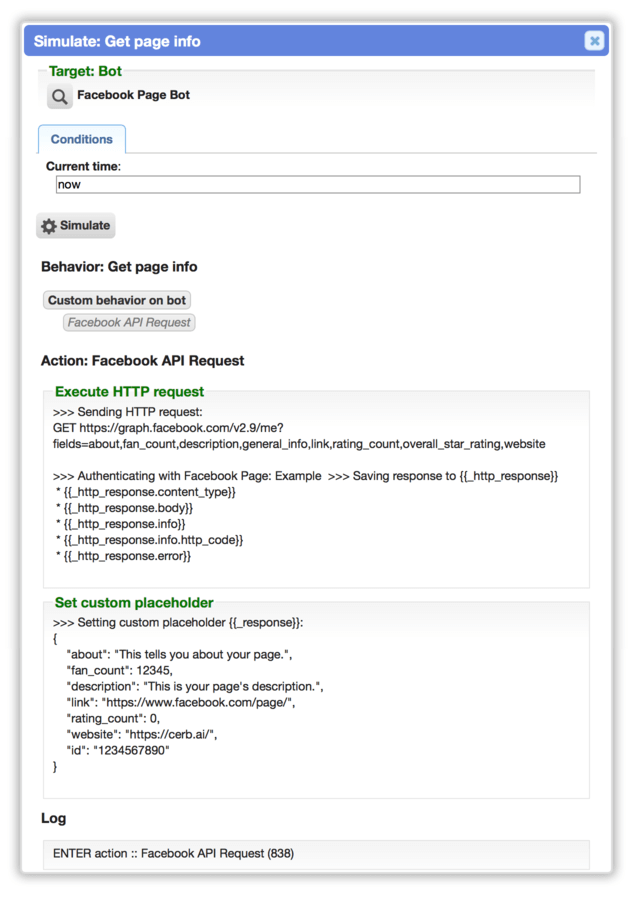 Simulate: Get page info
Target: Bot
Facebook Page Bot
Conditions
Current time:
now
Simulate
Behavior: Get page info
Custom behavior on bot
Facebook API Request
Action: Facebook API Request
Execute HTTP request
>>> Sending HTTP request:
GET https://graph.facebook.com/v2.9/me?
fields=about,fan_count,description,general_info,link,rating_count,overall_star_rating,website
>>> Authenticating with Facebook Page: Example >>> Saving response to {{_http_response}}
* {{_http_response.content_type}}
* {{_http_response.body}}
* {{_http_response.info}}
* {{_http_response.info.http_code}}
* {{_http_response.error}}
Set custom placeholder
>>> Setting custom placeholder {{_response}}:
{
"about": "This tells you about your page.",
"fan_count": 12345,
"description": "This is your page's description.",
"link": "https://www.facebook.com/page/",
"rating_count": 0,
"website": "https://cerb.ai/",
"id": "1234567890"
}
Log
ENTER action :: Facebook API Request (838)